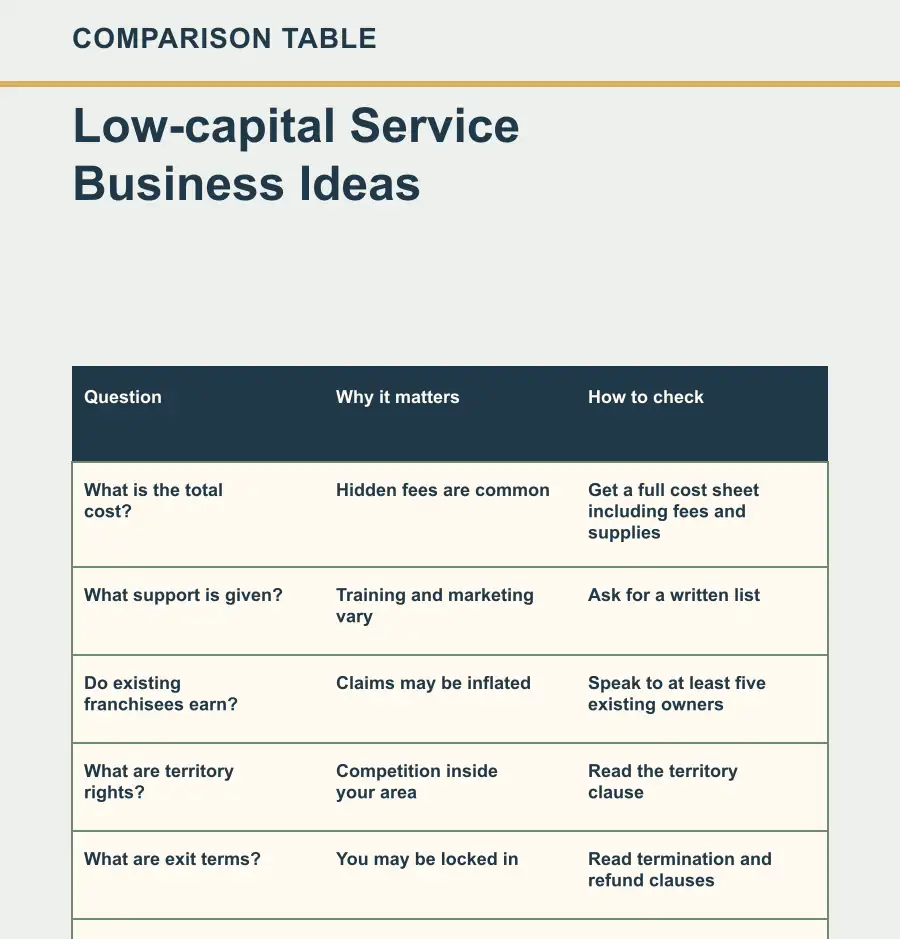 COMPARISON TABLE
Low-capital Service
Business Ideas
Question
Why it matters
How to check
What is the total
cost?
Hidden fees are common
Get a full cost sheet
including fees and
supplies
What support is given?
Training and marketing
vary
Ask for a written list
Do existing
franchisees earn?
Claims may be inflated
Speak to at least five
existing owners
What are territory
rights?
Competition inside
your area
Read the territory
clause
What are exit terms?
You may be locked in
Read termination and
refund clauses